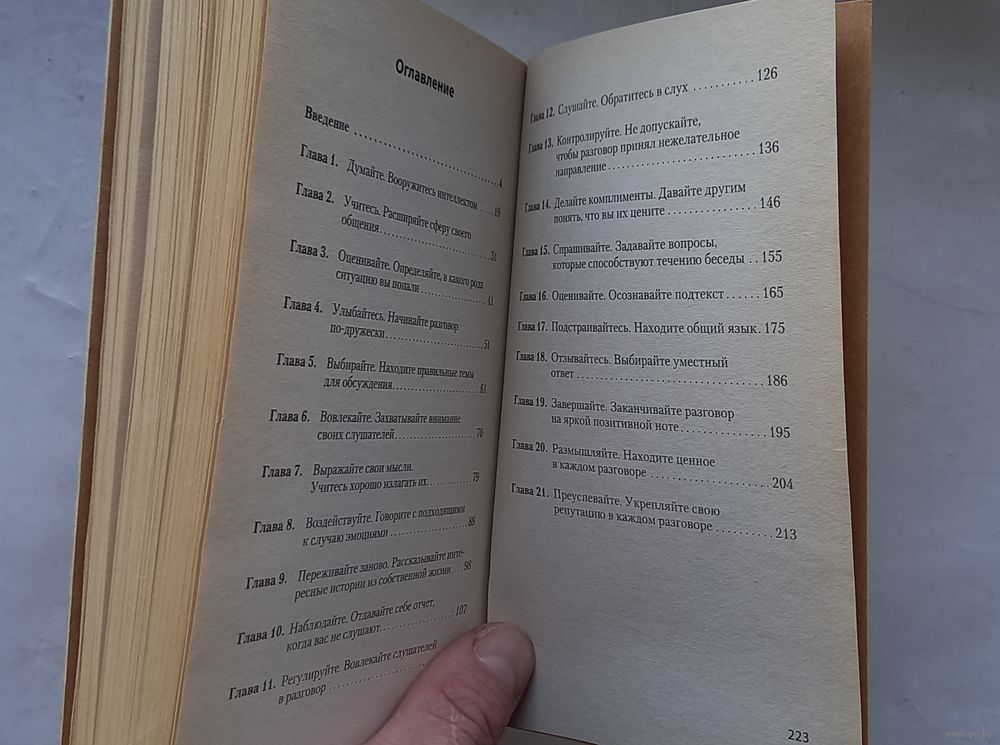 Оглавление
Введение .................... 4
Глава 1. Думайте. Вооружитесь интеллектом ..... 19
Глава 2. Учитесь. Расширяйте сферу своего
общения........................ 31
Глава 3. Оценивайте. Определяйте, в какого рода
ситуацию вы попали ............... 41
Глава 4. Улыбайтесь. Начинайте разговор
по-дружески....................... 51
Глава 5. Выбирайте. Находите правильные темы
для обсуждения..................... 61
Глава 6. Вовлекайте. Захватывайте внимание
своих слушателей................... 70
Глава 7. Выражайте свои мысли.
Учитесь хорошо излагать их........... 79
Глава 8. Воздействуйте. Говорите с подходящими
к случаю эмоциями ................ 89
Глава 9. Переживайте заново. Рассказывайте инте-
ресные истории из собственной жизни.... 98
Глава 10. Наблюдайте. Отдавайте себе отчет,
когда вас не слушают............... 107
Глава 11. Регулируйте. Вовлекайте слушателей
в разговор ..................
Глава 12. Слушайте. Обратитесь в слух ........... 126
Глава 13. Контролируйте. Не допускайте,
чтобы разговор принял нежелательное
направление ........................ 136
Глава 14. Делайте комплименты. Давайте другим
понять, что вы их цените .............. 146
Глава 15. Спрашивайте. Задавайте вопросы,
которые способствуют течению беседы .. 155
Глава 16. Оценивайте. Осознавайте подтекст ...... 165
Глава 17. Подстраивайтесь. Находите общий язык. 175
Глава 18. Отзывайтесь. Выбирайте уместный
ответ ............................. 186
Глава 19. Завершайте. Заканчивайте разговор
на яркой позитивной ноте.............. 195
Глава 20. Размышляйте. Находите ценное
в каждом разговоре ................... 204
Глава 21. Преуспевайте. Укрепляйте свою
репутацию в каждом разговоре ......... 213
223
www.ay.by